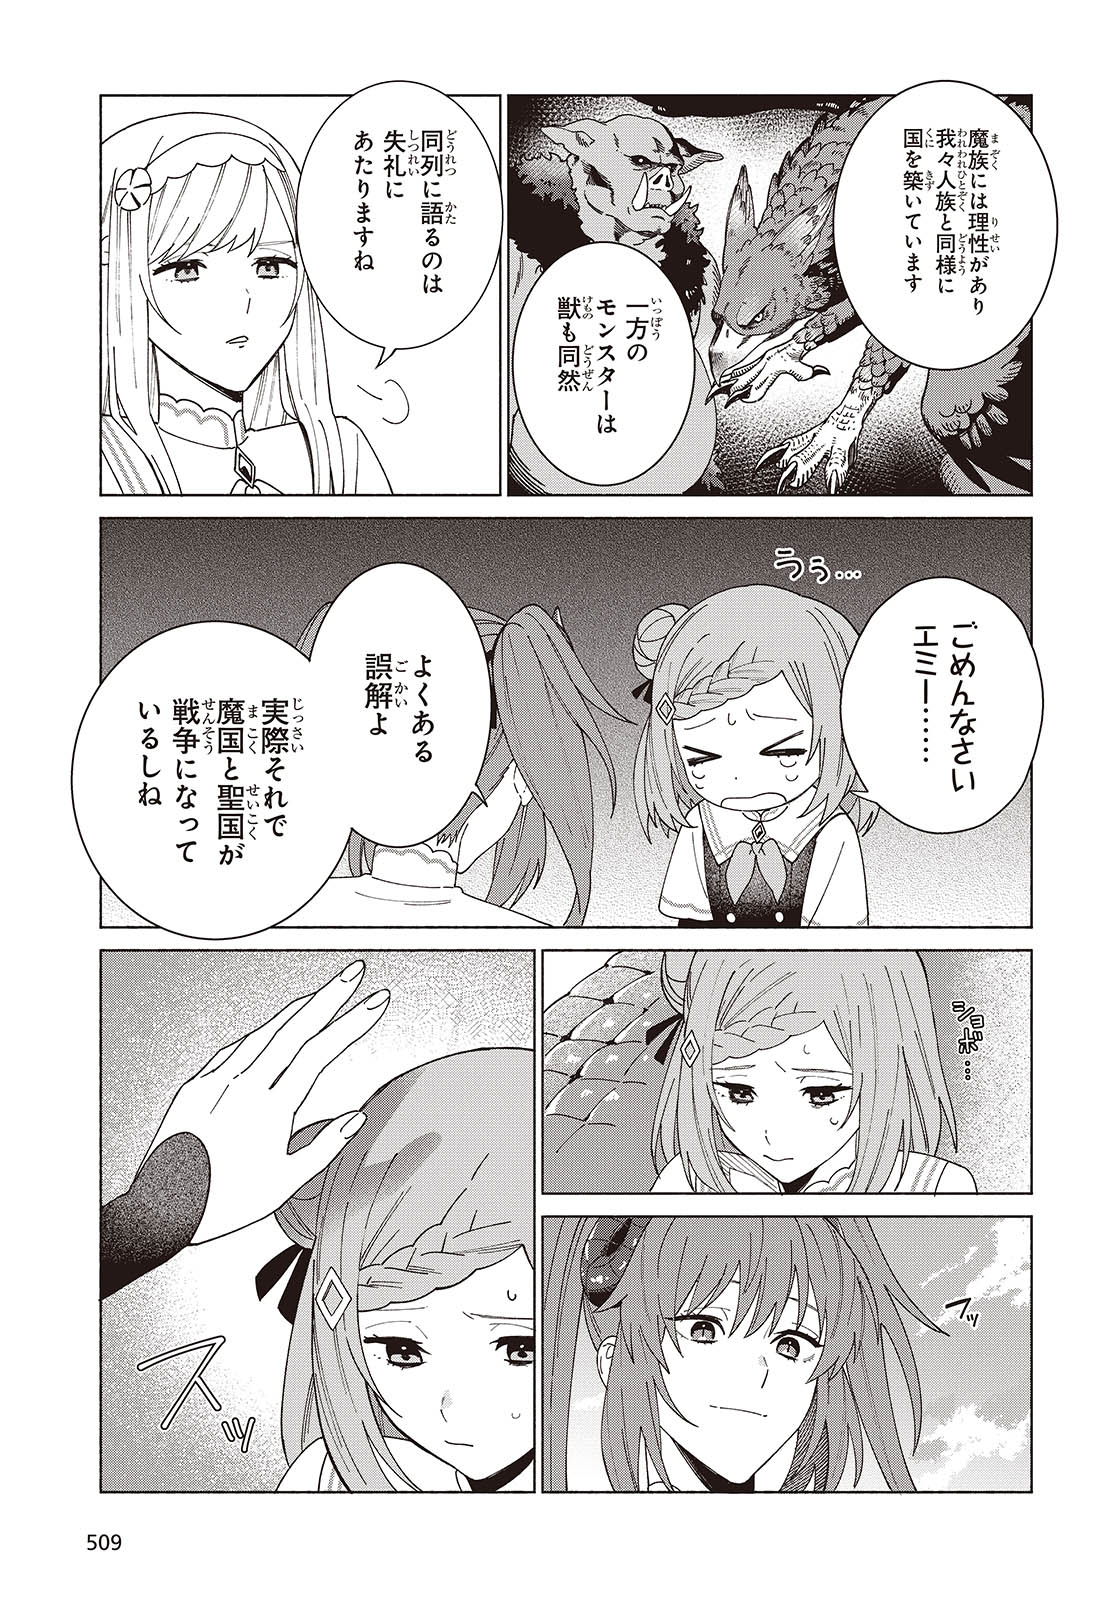 魔族には理性があり
我々人族と同様に
国を築いています
一方の
モンスターは
獣も同然
同列に語るのは
失礼に
あたりますね
ごめんなさい
エミー……
うぅ…
よくある
誤解よ
実際それで
魔国と聖国が
戦争になって
いるしね
ショボ…
フッ
スッ
509